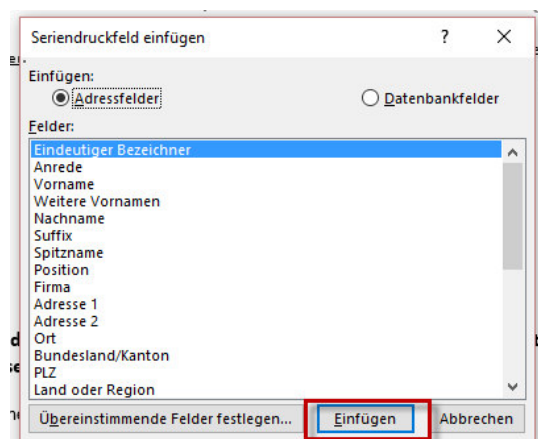 Seriendruckfeld einfügen ?
Einfügen:
Adressfelder Datenbankfelder
Felder:
Eindeutiger Bezeichner
Anrede
Vorname
Weitere Vornamen
Nachname
Suffix
Spitzname
Position
Firma
Adresse 1
Adresse 2
Ort
Bundesland/Kanton
PLZ
Land oder Region
Übereinstimmende Felder festlegen... Einfügen Abbrechen